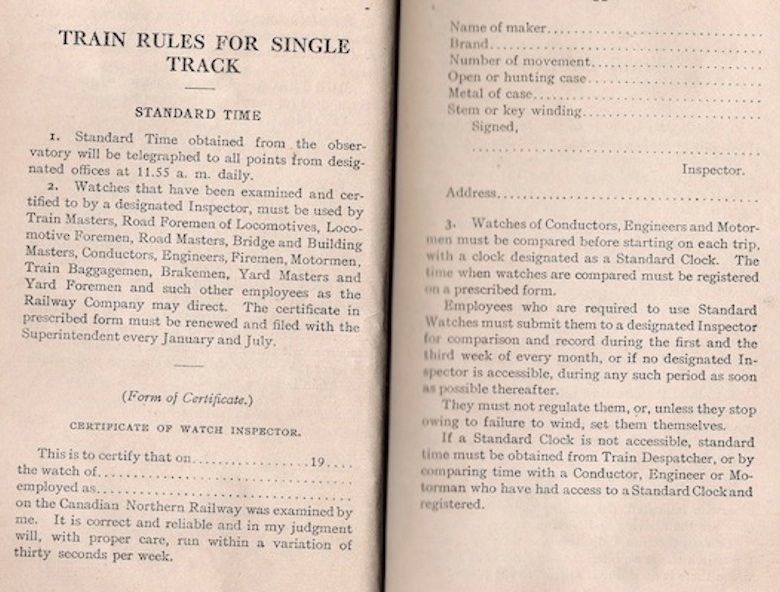 TRAIN RULES FOR SINGLE
TRACK
STANDARD TIME
1. Standard Time obtained from the obser-
vatory will be telegraphed to all points from desig-
nated offices at 11.55 a. m. daily.
2. Watches that have been examined and cer-
tified to by a designated Inspector, must be used by
Train Masters, Road Foremen of Locomotives, Loco-
motive Foremen, Road Masters, Bridge and Building
Masters, Conductors, Engineers, Firemen, Motormen,
Train Baggagemen, Brakemen, Yard Masters and
Yard Foremen and such other employees as the
Railway Company may direct. The certificate in
prescribed form must be renewed and filed with the
Superintendent every January and July.
(Form of Certificate.)
CERTIFICATE OF WATCH INSPECTOR.
This is to certify that on....................19....
the watch of............................................
employed as............................................
on the Canadian Northern Railway was examined by
me. It is correct and reliable and in my judgment
will, with proper care, run within a variation of
thirty seconds per week.
Name of maker............................................
Brand............................................
Number of movement............................................
Open or hunting case............................................
Metal of case............................................
Stem or key winding............................................
Signed,
............................................
Inspector.
Address............................................
3. Watches of Conductors, Engineers and Motor-
men must be compared before starting on each trip,
with a clock designated as a Standard Clock. The
time when watches are compared must be registered
on a prescribed form.
Employees who are required to use Standard
Watches must submit them to a designated Inspector
for comparison and record during the first and the
third week of every month, or if no designated In-
spector is accessible, during any such period as soon
as possible thereafter.
They must not regulate them, or, unless they stop
owing to failure to wind, set them themselves.
If a Standard Clock is not accessible, standard
time must be obtained from Train Despatcher, or by
comparing time with a Conductor, Engineer or Mo-
torman who have had access to a Standard Clock and
registered.